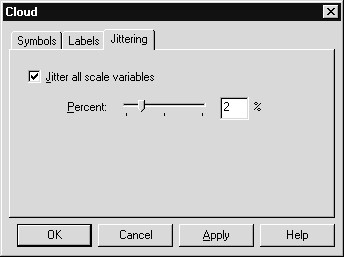 Cloud
Symbols Labels Jittering
Jitter all scale variables
Percent: 2 %
OK Cancel Apply Help